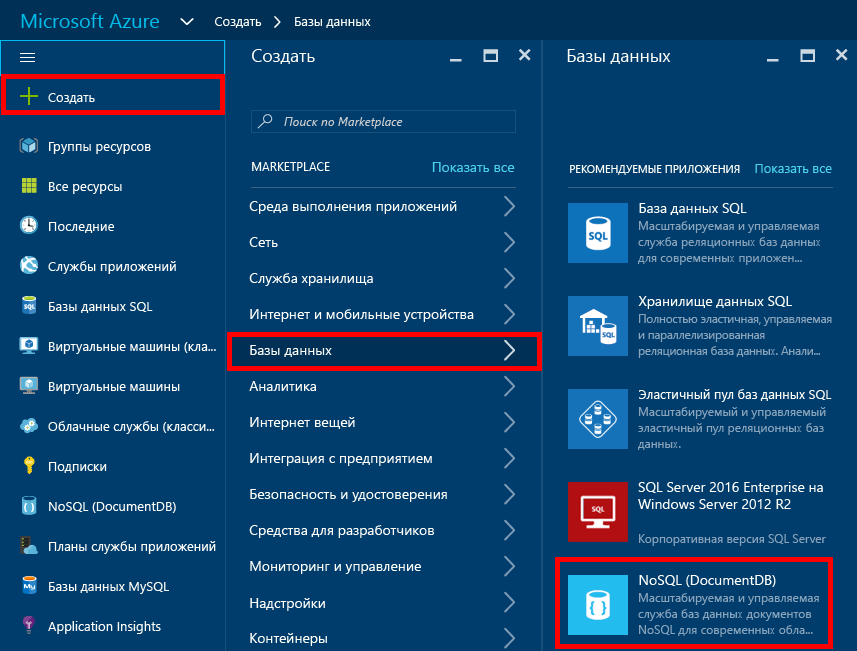 Microsoft Azure
Создать
Базы данных
Создать
Группы ресурсов
Все ресурсы
Последние
Службы приложений
Базы данных SQL
Виртуальные машины (кла...
Виртуальные машины
Облачные службы (класси...
Подписки
NoSQL (DocumentDB)
Планы службы приложений
Базы данных MySQL
Application Insights
Создать
Поиск по Marketplace
MARKETPLACE
Показать все
Среда выполнения приложений
Сеть
Служба хранилища
Интернет и мобильные устройства
Базы данных
Аналитика
Интернет вещей
Интеграция с предприятием
Безопасность и удостоверения
Средства для разработчиков
Мониторинг и управление
Надстройки
Контейнеры
Базы данных
РЕКОМЕНДУЕМЫЕ ПРИЛОЖЕНИЯ
Показать все
SQL
База данных SQL
Масштабируемая и управляемая
служба реляционных баз данных
для современных приложен...
SQL
Хранилище данных SQL
Полностью эластичная, управляемая
и параллелизированная
реляционная база данных. Анали...
Эластичный пул баз данных SQL
Масштабируемый и управляемый
эластичный пул реляционных баз
данных.
SQL
SQL Server 2016 Enterprise на
Windows Server 2012 R2
Корпоративная версия SQL Server
NoSQL (DocumentDB)
Масштабируемая и управляемая
служба баз данных документов
NoSQL для современных обла...